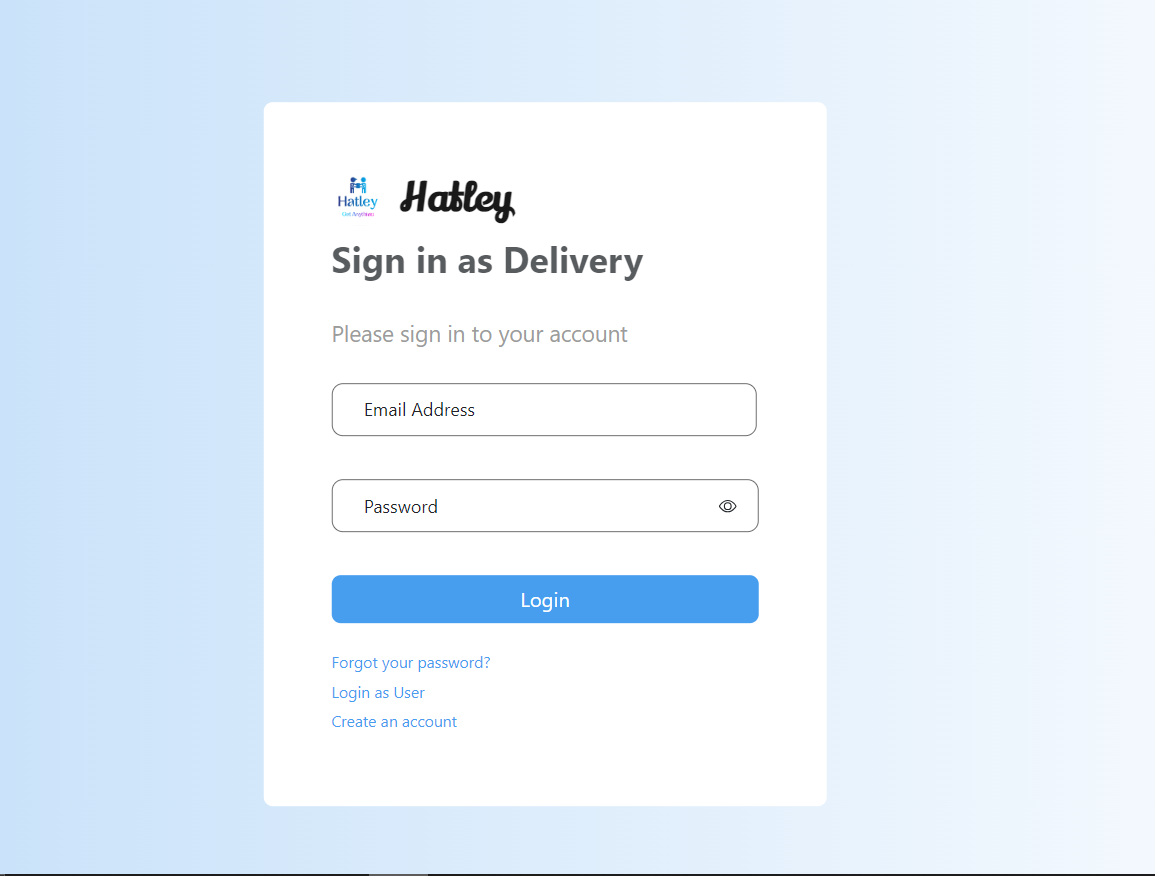 Hatley
Get Anything
Hatley
Sign in as Delivery
Please sign in to your account
Email Address
Password
Login
Forgot your password?
Login as User
Create an account